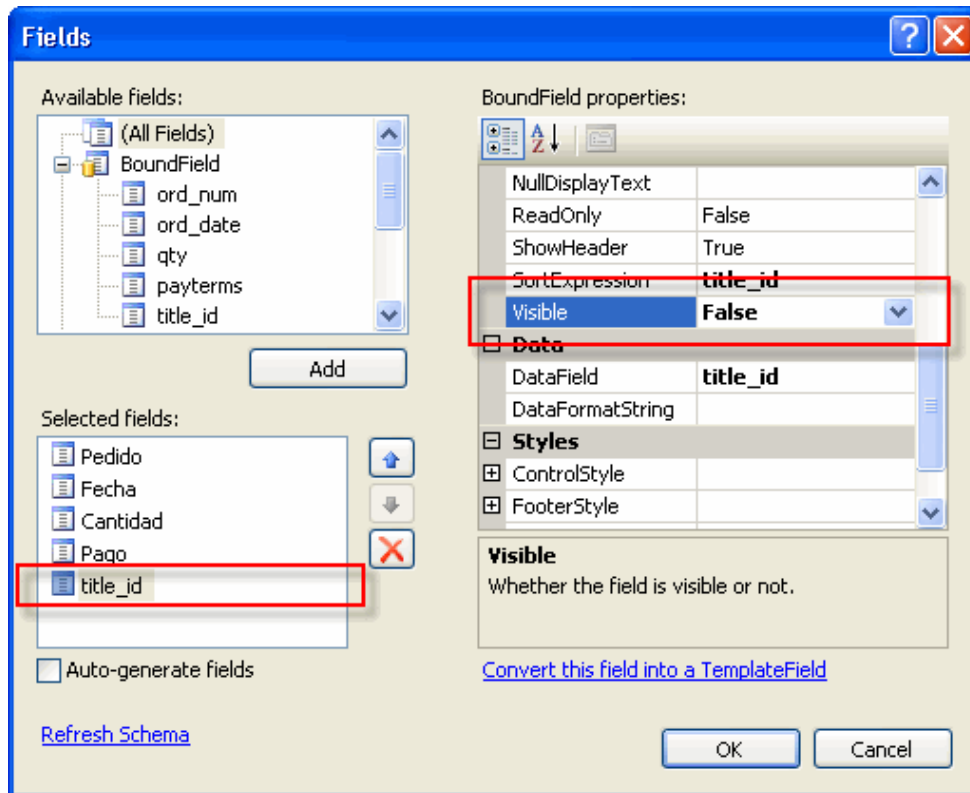 Fields
Available fields:
(All Fields)
BoundField
ord_num
ord_date
qty
payterms
title_id
Add
Selected fields:
Pedido
Fecha
Cantidad
Pago
title_id
Auto-generate fields
Refresh Schema
BoundField properties:
NullDisplayText
ReadOnly False
ShowHeader True
SortExpression title_id
Visible False
Data
DataField title_id
DataFormatString
Styles
ControlStyle
FooterStyle
Visible
Whether the field is visible or not.
Convert this field into a TemplateField
OK Cancel